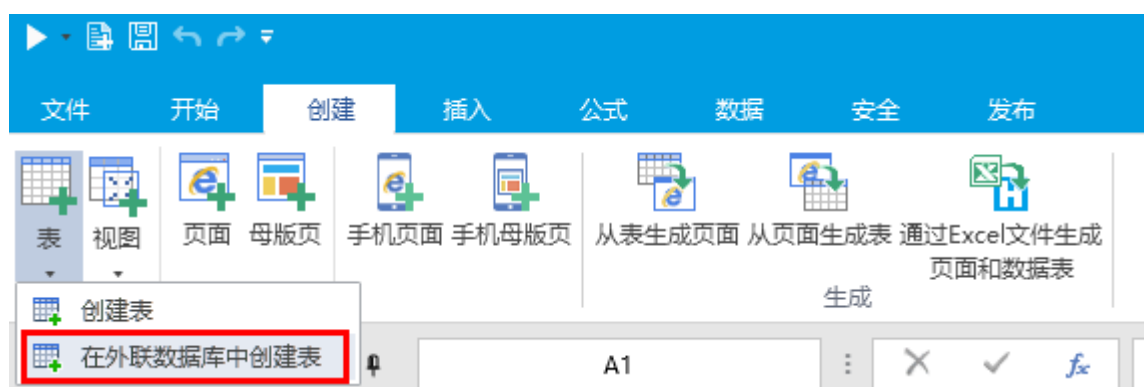 文件 开始 创建 插入 公式 数据 安全 发布
表 视图 页面 母版页 手机页面 手机母版页 从表生成页面 从页面生成表 通过Excel文件生成
页面和数据表
生成
创建表
在外联数据库中创建表
A1 fx